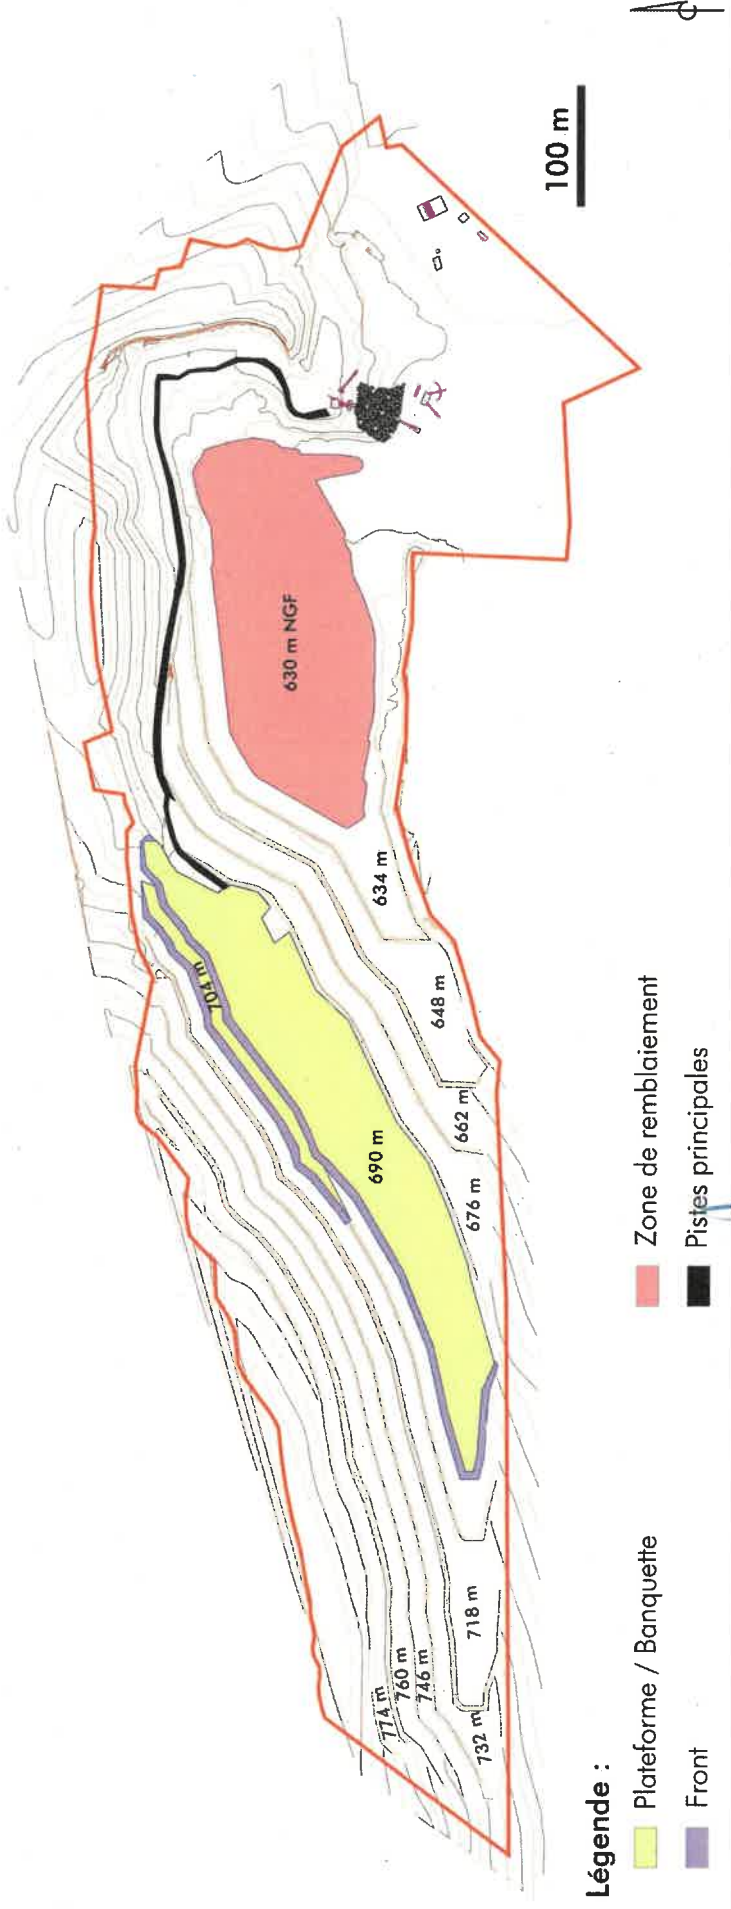 100 m
630 m NGF
634 m
648 m
662 m
676 m
690 m
704 m
718 m
732 m
746 m
760 m
774 m
Légende :
Plateforme / Banquette
Zone de remblaiement
Front
Pistes principales